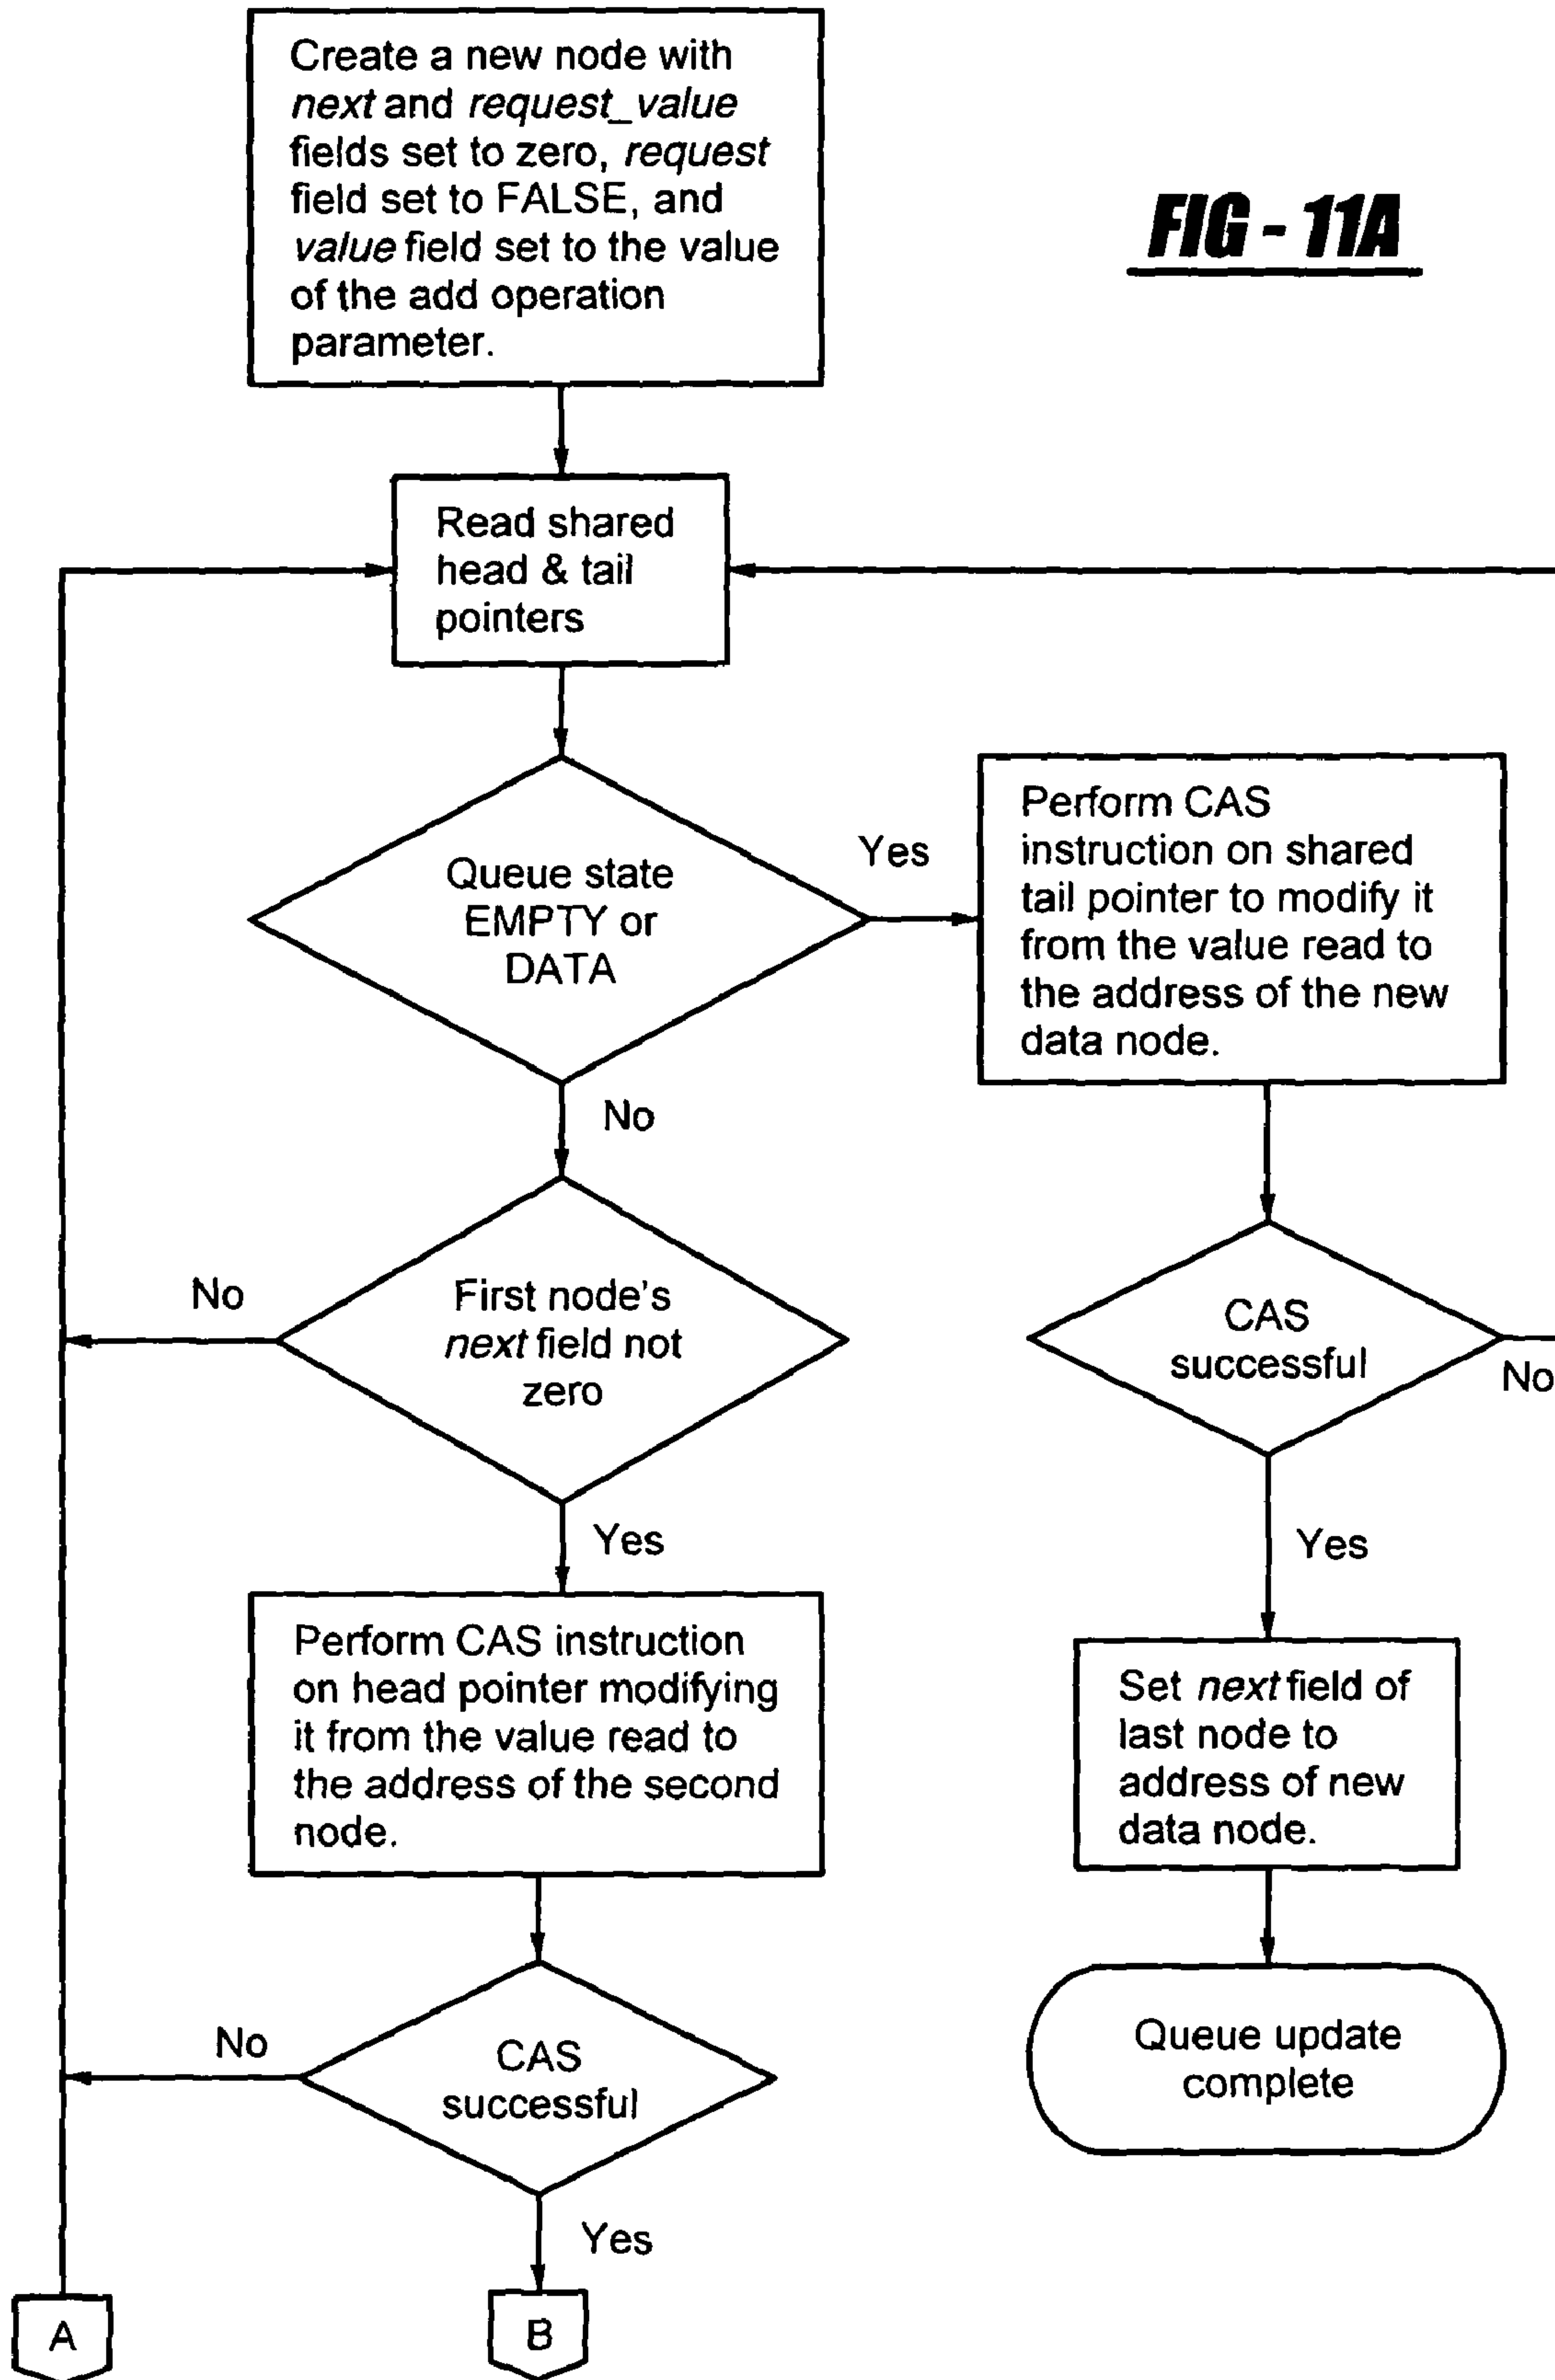 Create a new node with
next and request_value
fields set to zero, request
field set to FALSE, and
value field set to the value
of the add operation
parameter.
FIG - 11A
Read shared
head & tail
pointers
Queue state
EMPTY or
DATA
Yes
Perform CAS
instruction on shared
tail pointer to modify it
from the value read to
the address of the new
data node.
No
First node's
next field not
zero
No
CAS
successful
No
Yes
Yes
Perform CAS instruction
on head pointer modifying
it from the value read to
the address of the second
node.
Set next field of
last node to
address of new
data node.
CAS
successful
No
Queue update
complete
Yes
A
B